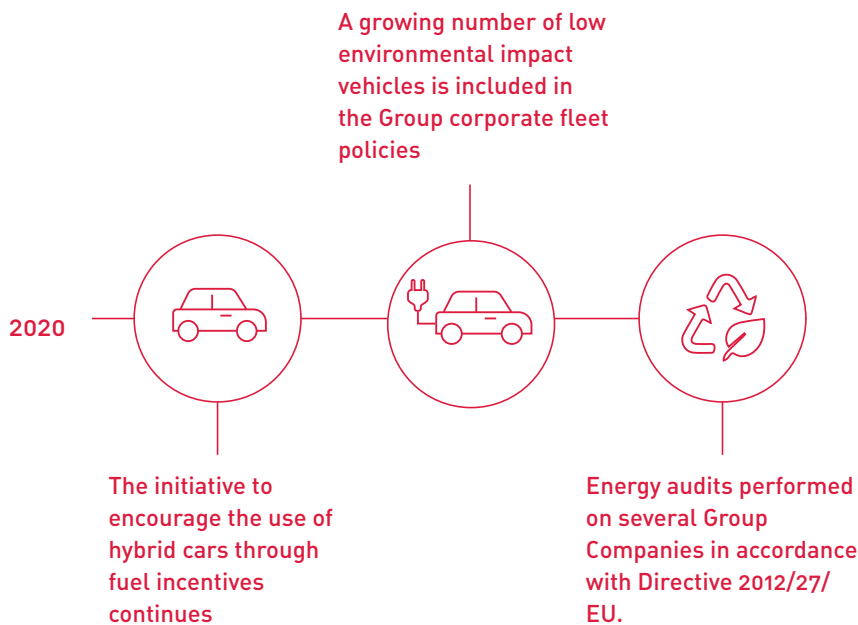 A growing number of low
environmental impact
vehicles is included in
the Group corporate fleet
policies
2020
The initiative to
encourage the use of
hybrid cars through
fuel incentives
continues
Energy audits performed
on several Group
Companies in accordance
with Directive 2012/27/
EU.